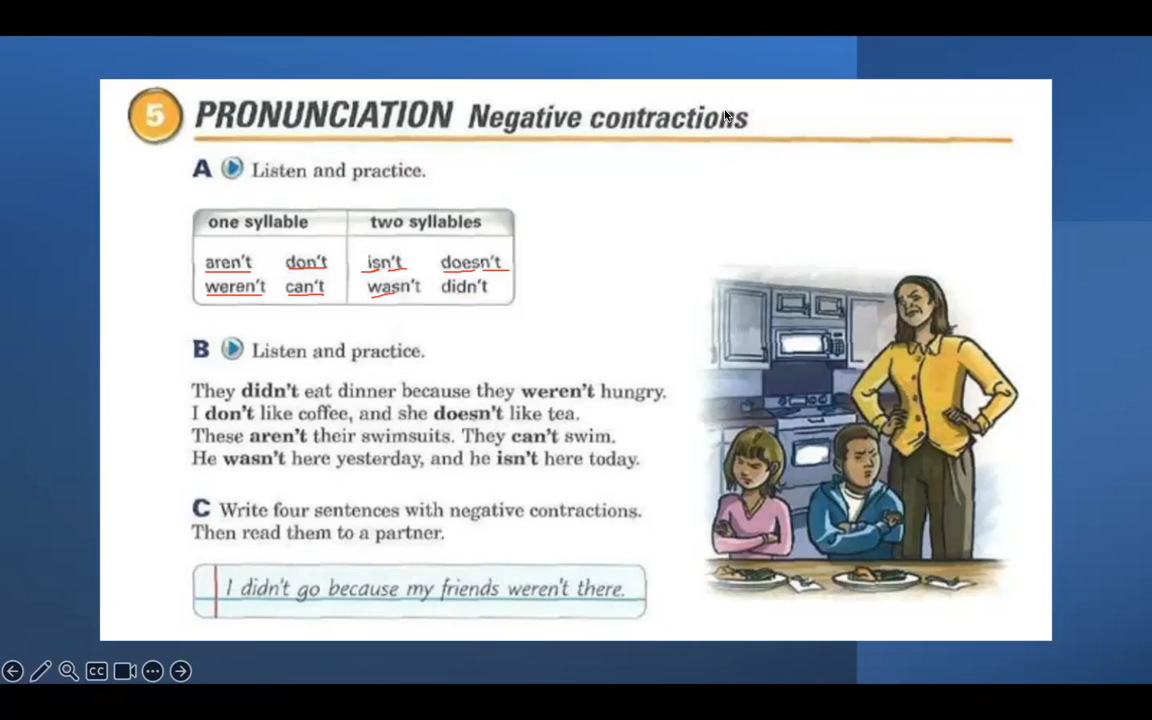 5 PRONUNCIATION Negative contractions
A Listen and practice.
one syllable two syllables
aren't don't isn't doesn't
weren't can't wasn't didn't
B Listen and practice.
They didn't eat dinner because they weren't hungry.
I don't like coffee, and she doesn't like tea.
These aren't their swimsuits. They can't swim.
He wasn't here yesterday, and he isn't here today.
C Write four sentences with negative contractions.
Then read them to a partner.
I didn't go because my friends weren't there.
CC